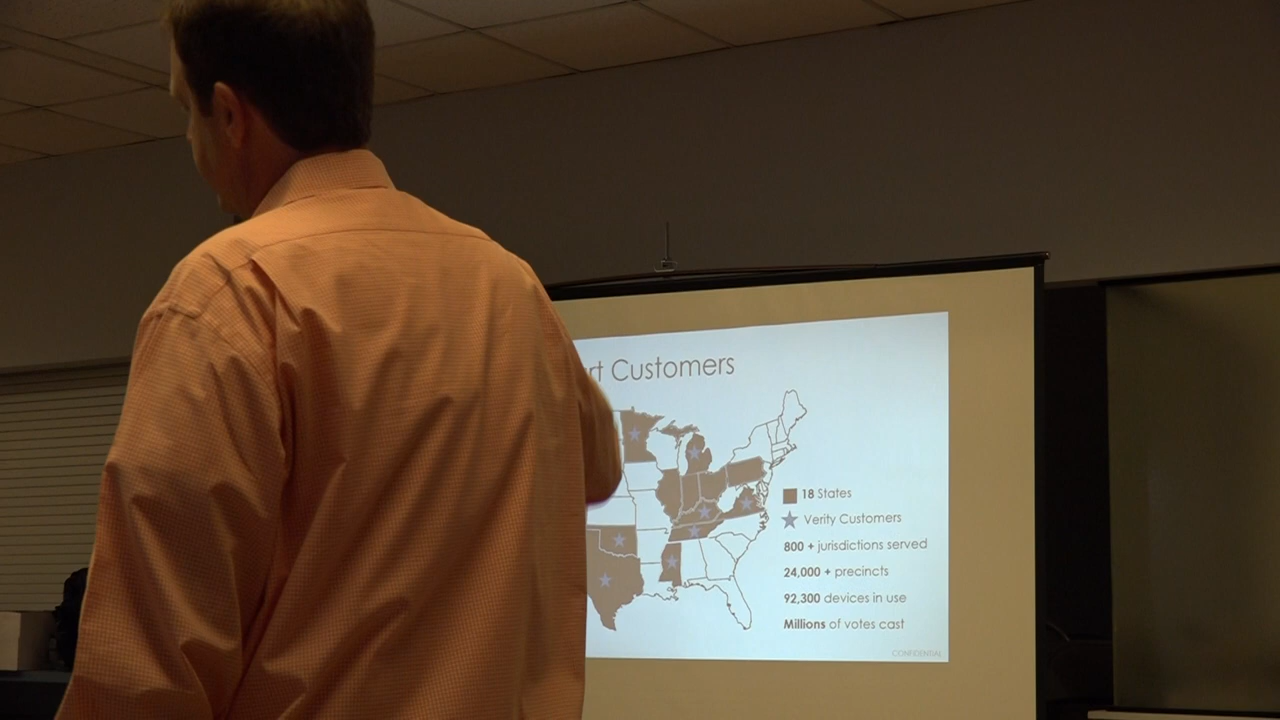 rt Customers
18 States
Verity Customers
800 + jurisdictions served
24,000 + precincts
92,300 devices in use
Millions of votes cast
CONFIDENTIAL